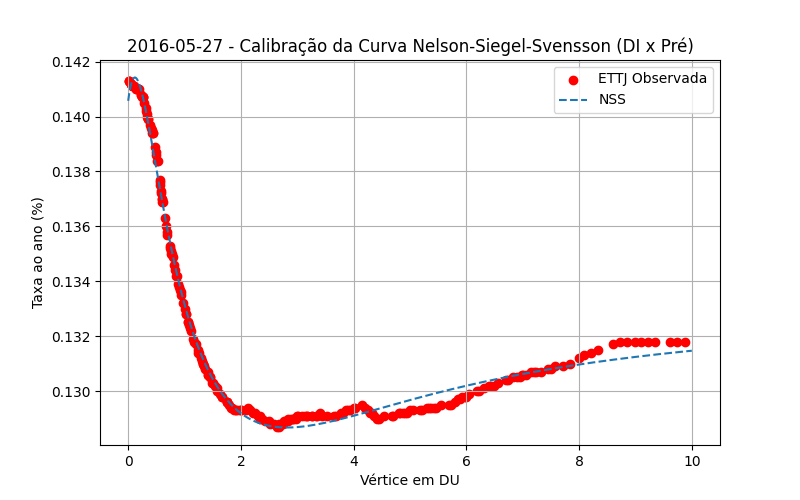 2016-05-27 - Calibração da Curva Nelson-Siegel-Svensson (DI x Pré)
ETTJ Observada
NSS
Taxa ao ano (%)
0.142
0.140
0.138
0.136
0.134
0.132
0.130
0 2 4 6 8 10
Vértice em DU